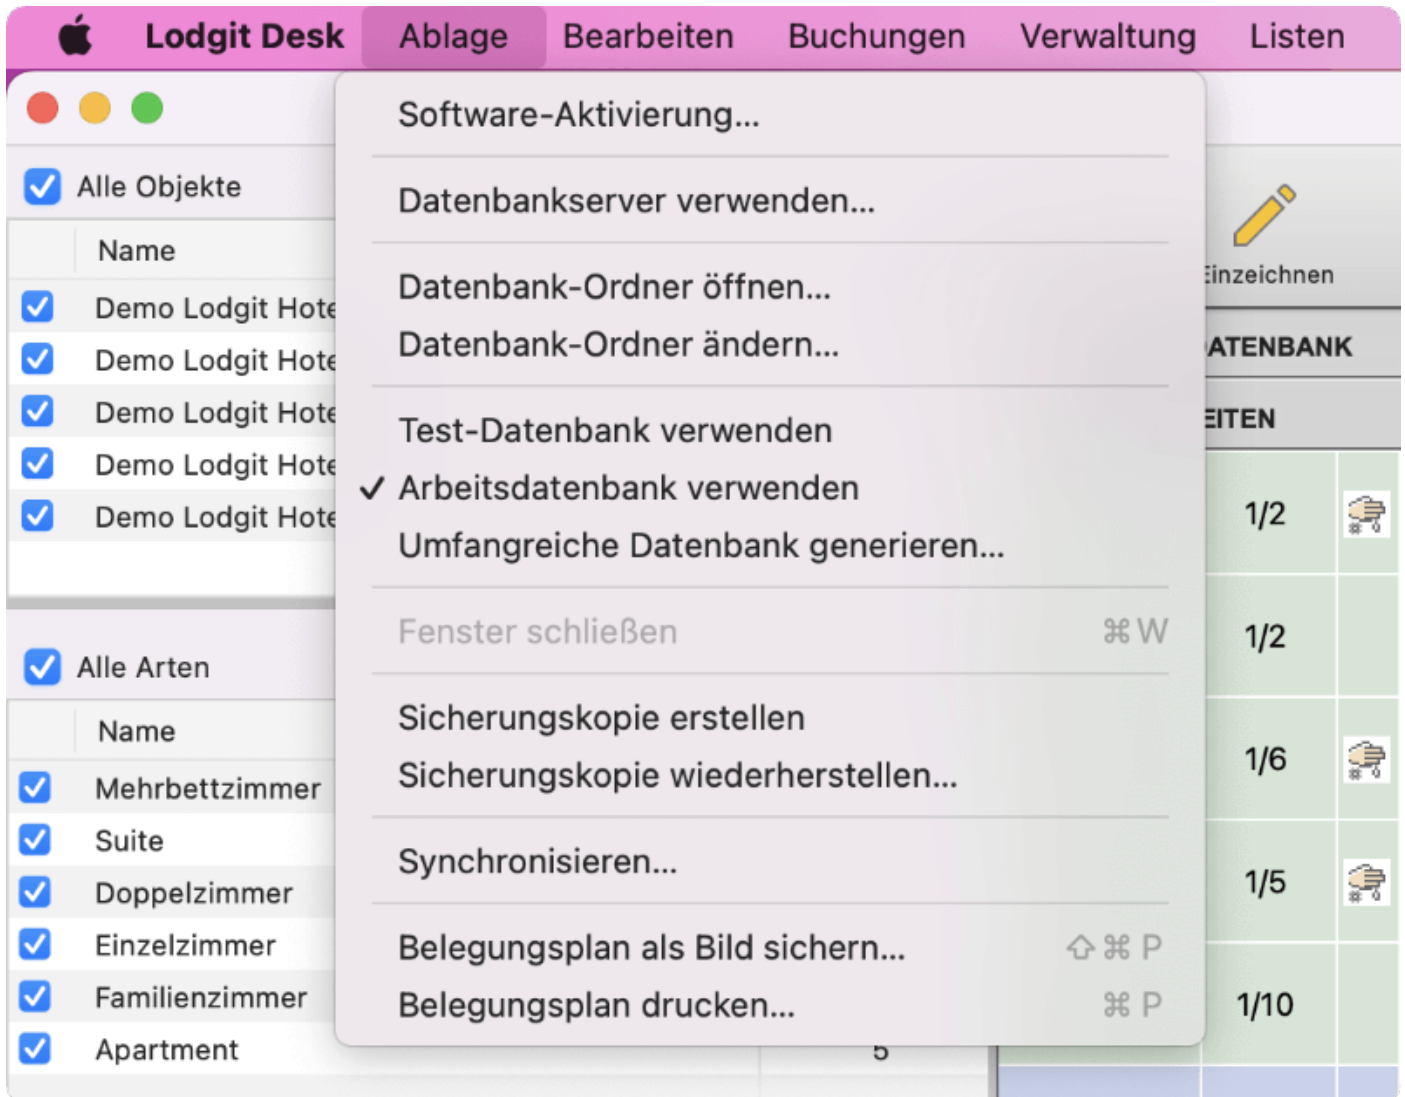 Lodgit Desk Ablage Bearbeiten Buchungen Verwaltung Listen
Software-Aktivierung...
Datenbankserver verwenden...
Datenbank-Ordner öffnen...
Datenbank-Ordner ändern...
Test-Datenbank verwenden
✓ Arbeitsdatenbank verwenden
Umfangreiche Datenbank generieren...
Fenster schließen ⌘W
Sicherungskopie erstellen
Sicherungskopie wiederherstellen...
Synchronisieren...
Belegungsplan als Bild sichern... ⇧⌘P
Belegungsplan drucken... ⌘P
Alle Objekte
Name
Demo Lodgit Hote
Demo Lodgit Hote
Demo Lodgit Hote
Demo Lodgit Hote
Demo Lodgit Hote
Alle Arten
Name
Mehrbettzimmer
Suite
Doppelzimmer
Einzelzimmer
Familienzimmer
Apartment 5
Einzeichnen
ATENBANK
EITEN
1/2
1/2
1/6
1/5
1/10